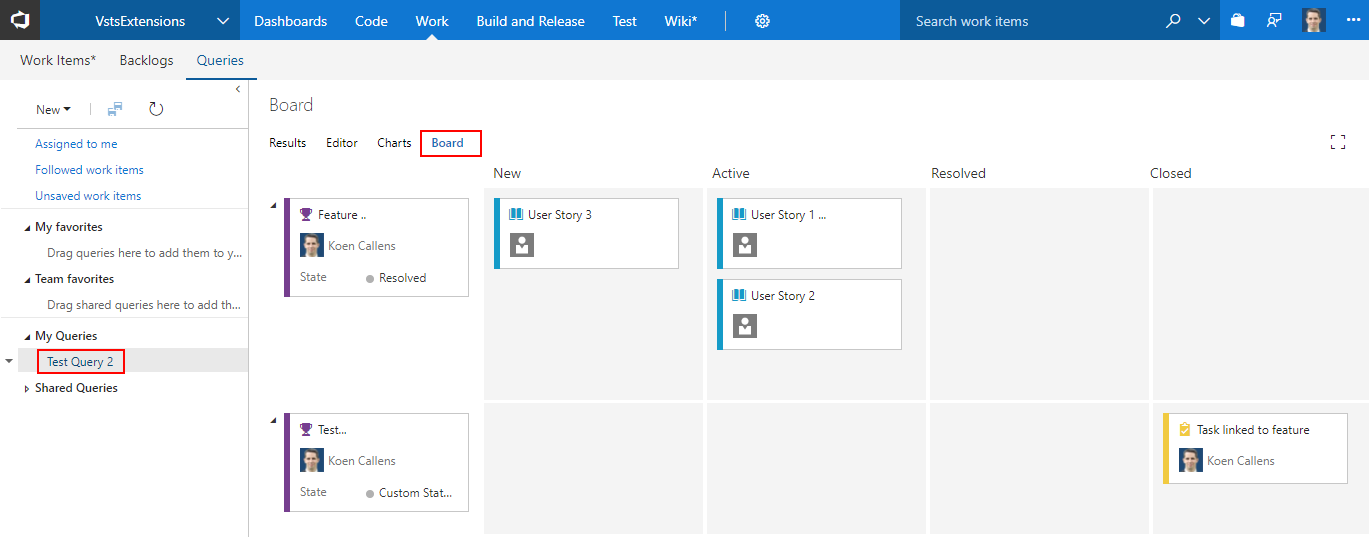 VstsExtensions Dashboards Code Work Build and Release Test Wiki* Search work items
Work Items* Backlogs Queries
New
Assigned to me
Followed work items
Unsaved work items
My favorites
Drag queries here to add them to y...
Team favorites
Drag shared queries here to add th...
My Queries
Test Query 2
Shared Queries
Board
Results Editor Charts Board
New Active Resolved Closed
Feature ..
Koen Callens
State Resolved
User Story 3
User Story 1 ...
User Story 2
Test...
Koen Callens
State Custom Stat...
Task linked to feature
Koen Callens